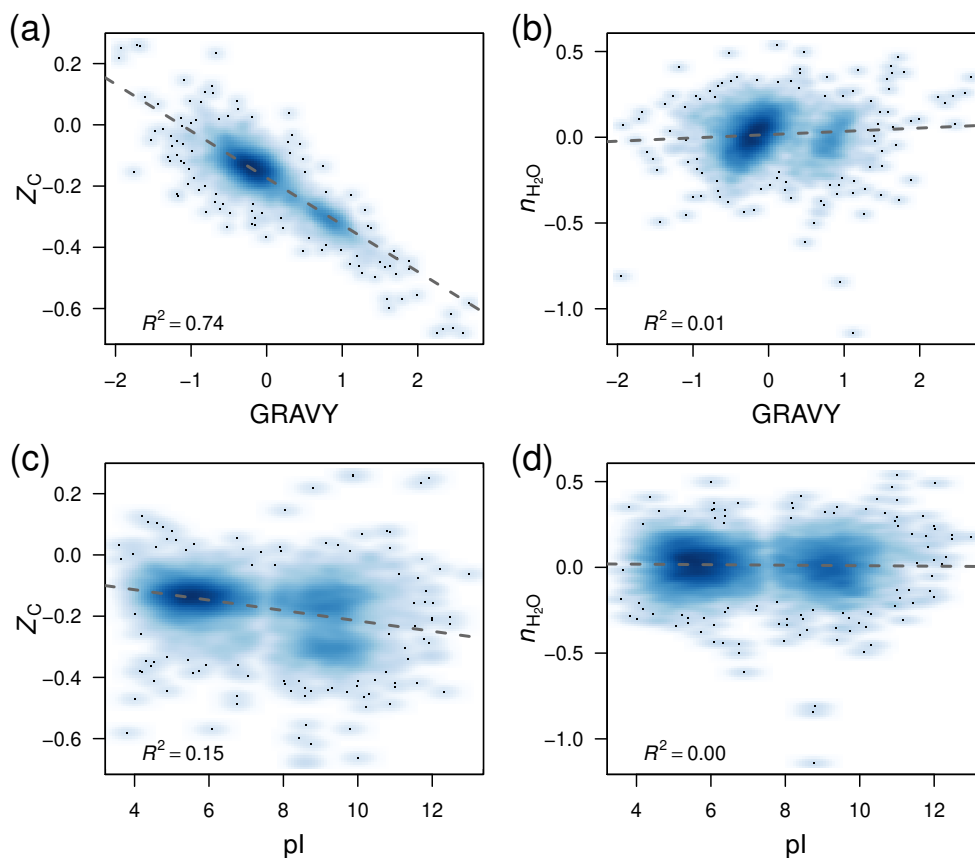 (a)
0.2
0.0
−0.2
−0.4
−0.6
Z_C
R² = 0.74
−2 −1 0 1 2
GRAVY
(b)
0.5
0.0
−0.5
−1.0
n_H₂O
R² = 0.01
−2 −1 0 1 2
GRAVY
(c)
0.2
0.0
−0.2
−0.4
−0.6
Z_C
R² = 0.15
4 6 8 10 12
pI
(d)
0.5
0.0
−0.5
−1.0
n_H₂O
R² = 0.00
4 6 8 10 12
pI